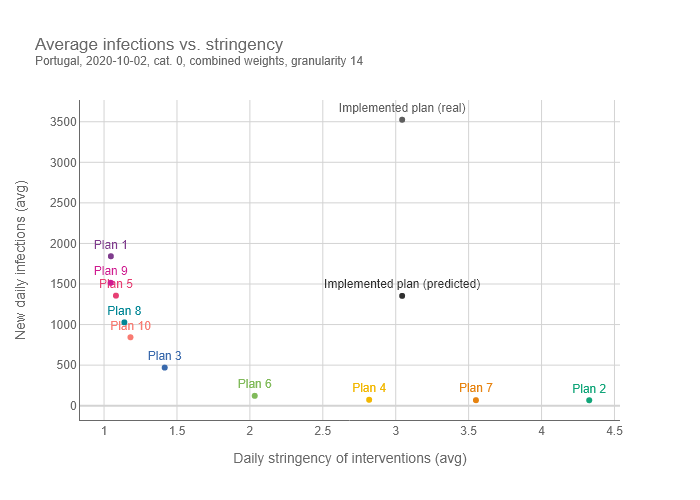 Average infections vs. stringency
Portugal, 2020-10-02, cat. 0, combined weights, granularity 14
New daily infections (avg)
3500
3000
2500
2000
1500
1000
500
0
Implemented plan (real)
Plan 1
Plan 9
Plan 5
Implemented plan (predicted)
Plan 8
Plan 10
Plan 3
Plan 6
Plan 4
Plan 7
Plan 2
1
1.5
2
2.5
3
3.5
4
4.5
Daily stringency of interventions (avg)